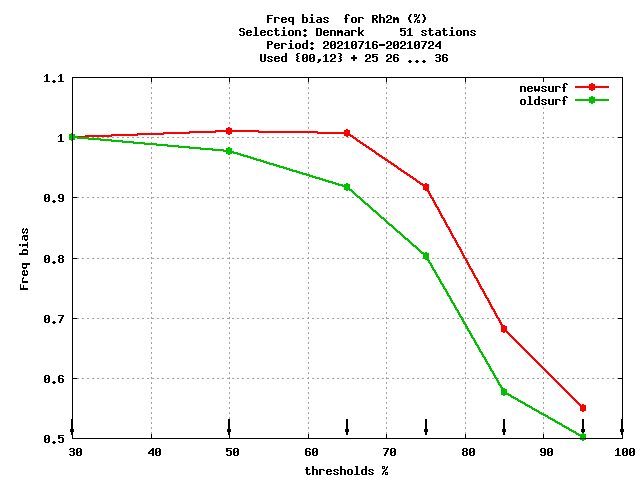 Freq bias  for Rh2m (%)
Selection: Denmark     51 stations
Period: 20210716-20210724
Used {00,12} + 25 26 ... 36
newsurf
oldsurf
1.1
1
0.9
0.8
0.7
0.6
0.5
Freq bias
30 40 50 60 70 80 90 100
thresholds %